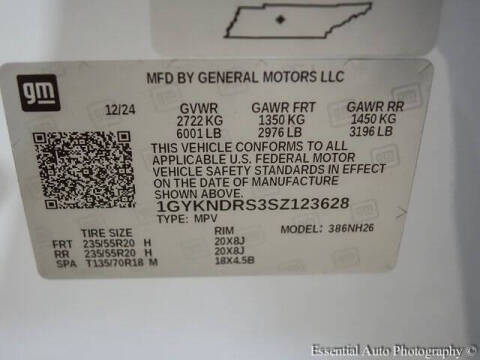 gm
MFD BY GENERAL MOTORS LLC
12/24 GVWR GAWR FRT GAWR RR
2722 KG 1350 KG 1450 KG
6001 LB 2976 LB 3196 LB
THIS VEHICLE CONFORMS TO ALL
APPLICABLE U.S. FEDERAL MOTOR
VEHICLE SAFETY STANDARDS IN EFFECT
ON THE DATE OF MANUFACTURE SHOWN ABOVE.
1GYKNDRS3SZ123628
TYPE: MPV MODEL: 386NH26
TIRE SIZE RIM
FRT 235/55R20 H 20X8J
RR 235/55R20 H 20X8J
SPA T135/70R18 M 18X4.5B
Essential Auto Photography (C)